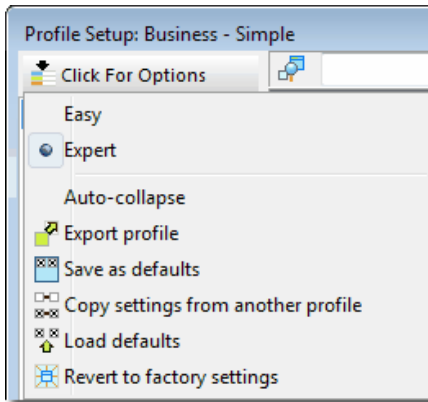 Profile Setup: Business - Simple
Click For Options
Easy
Expert
Auto-collapse
Export profile
Save as defaults
Copy settings from another profile
Load defaults
Revert to factory settings